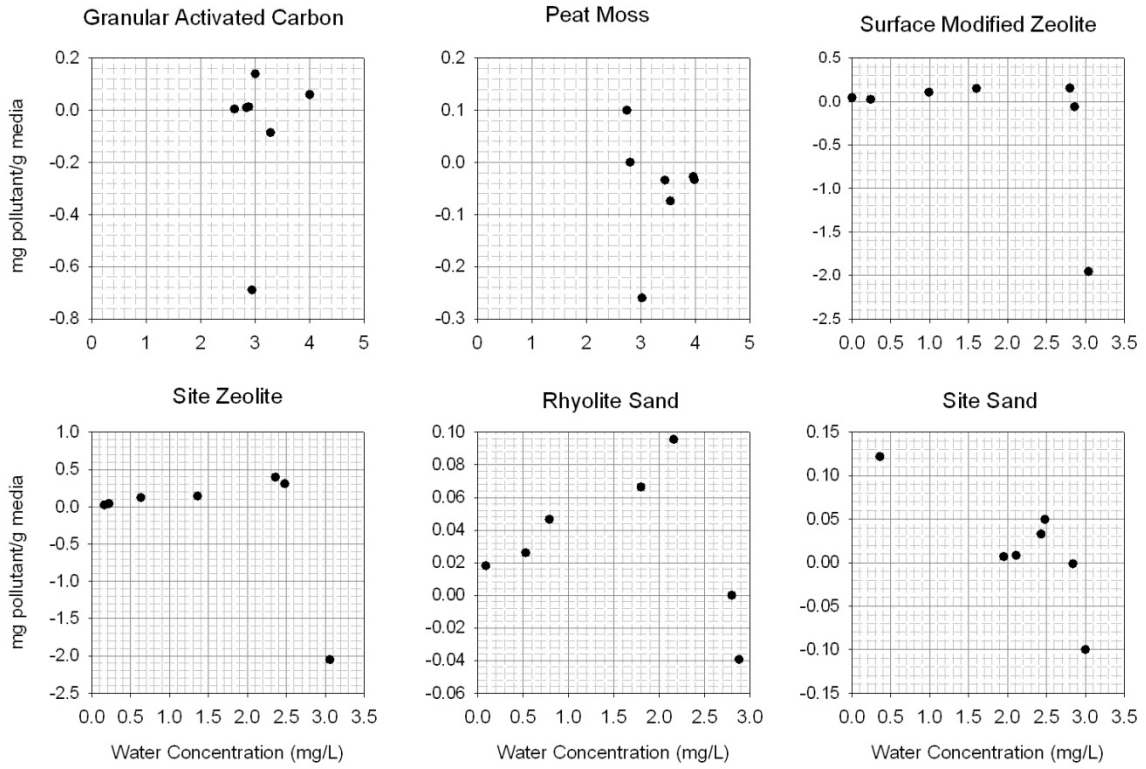 Granular Activated Carbon
Peat Moss
Surface Modified Zeolite
mg pollutant/g media
0.2
0.0
-0.2
-0.4
-0.6
-0.8
0 1 2 3 4 5
0.2
0.1
0.0
-0.1
-0.2
-0.3
0 1 2 3 4 5
0.5
0.0
-0.5
-1.0
-1.5
-2.0
-2.5
0.0 0.5 1.0 1.5 2.0 2.5 3.0 3.5
Site Zeolite
Rhyolite Sand
Site Sand
mg pollutant/g media
1.0
0.5
0.0
-0.5
-1.0
-1.5
-2.0
-2.5
0.0 0.5 1.0 1.5 2.0 2.5 3.0 3.5
Water Concentration (mg/L)
0.10
0.08
0.06
0.04
0.02
0.00
-0.02
-0.04
-0.06
0.0 0.5 1.0 1.5 2.0 2.5 3.0
Water Concentration (mg/L)
0.15
0.10
0.05
0.00
-0.05
-0.10
-0.15
0.0 0.5 1.0 1.5 2.0 2.5 3.0 3.5
Water Concentration (mg/L)